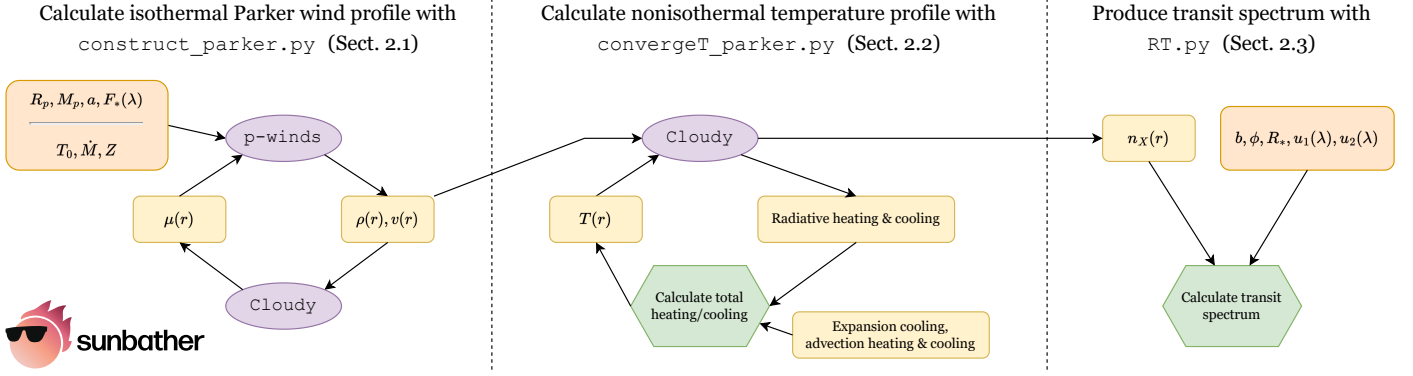 Calculate isothermal Parker wind profile with
construct_parker.py (Sect. 2.1)
R_p, M_p, a, F_*(λ)
T_0, Ṁ, Z
p-winds
μ(r)
ρ(r), v(r)
Cloudy
sunbather
Calculate nonisothermal temperature profile with
convergeT_parker.py (Sect. 2.2)
Cloudy
T(r)
Radiative heating & cooling
Calculate total
heating/cooling
Expansion cooling,
advection heating & cooling
Produce transit spectrum with
RT.py (Sect. 2.3)
n_X(r)
b, ϕ, R_*, u_1(λ), u_2(λ)
Calculate transit
spectrum